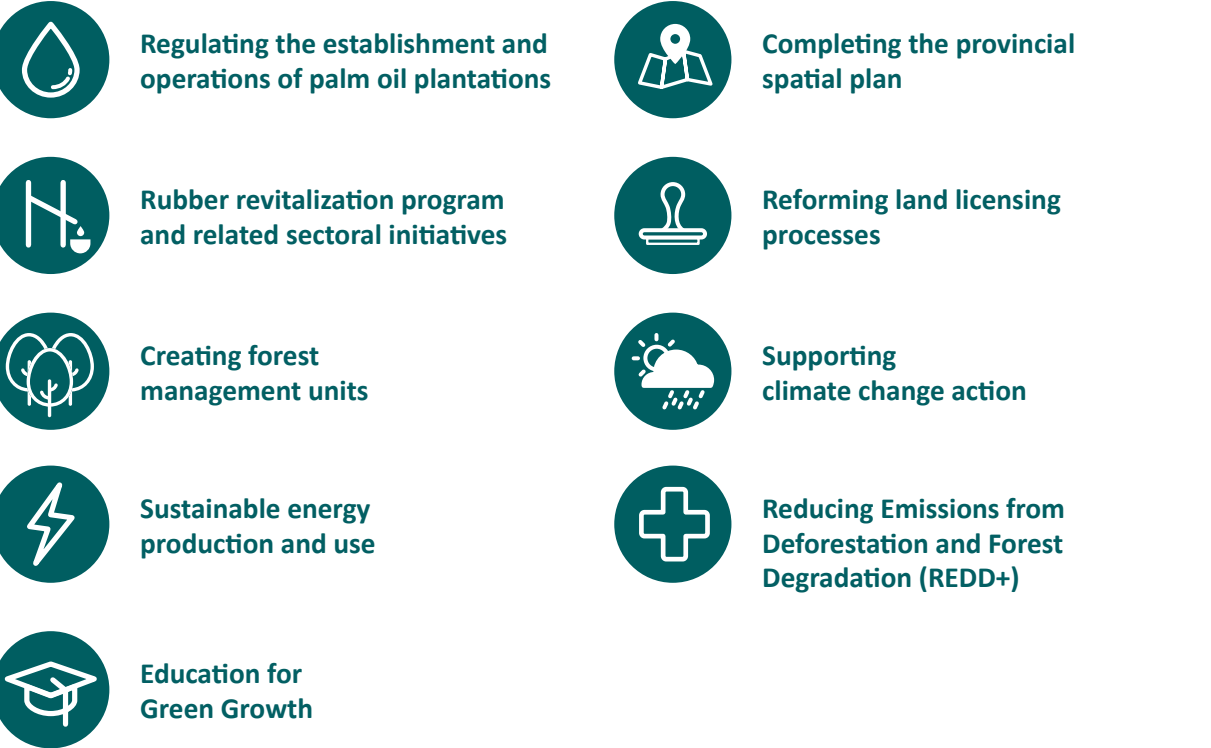 Regulating the establishment and
operations of palm oil plantations
Completing the provincial
spatial plan
Rubber revitalization program
and related sectoral initiatives
Reforming land licensing
processes
Creating forest
management units
Supporting
climate change action
Sustainable energy
production and use
Reducing Emissions from
Deforestation and Forest
Degradation (REDD+)
Education for
Green Growth